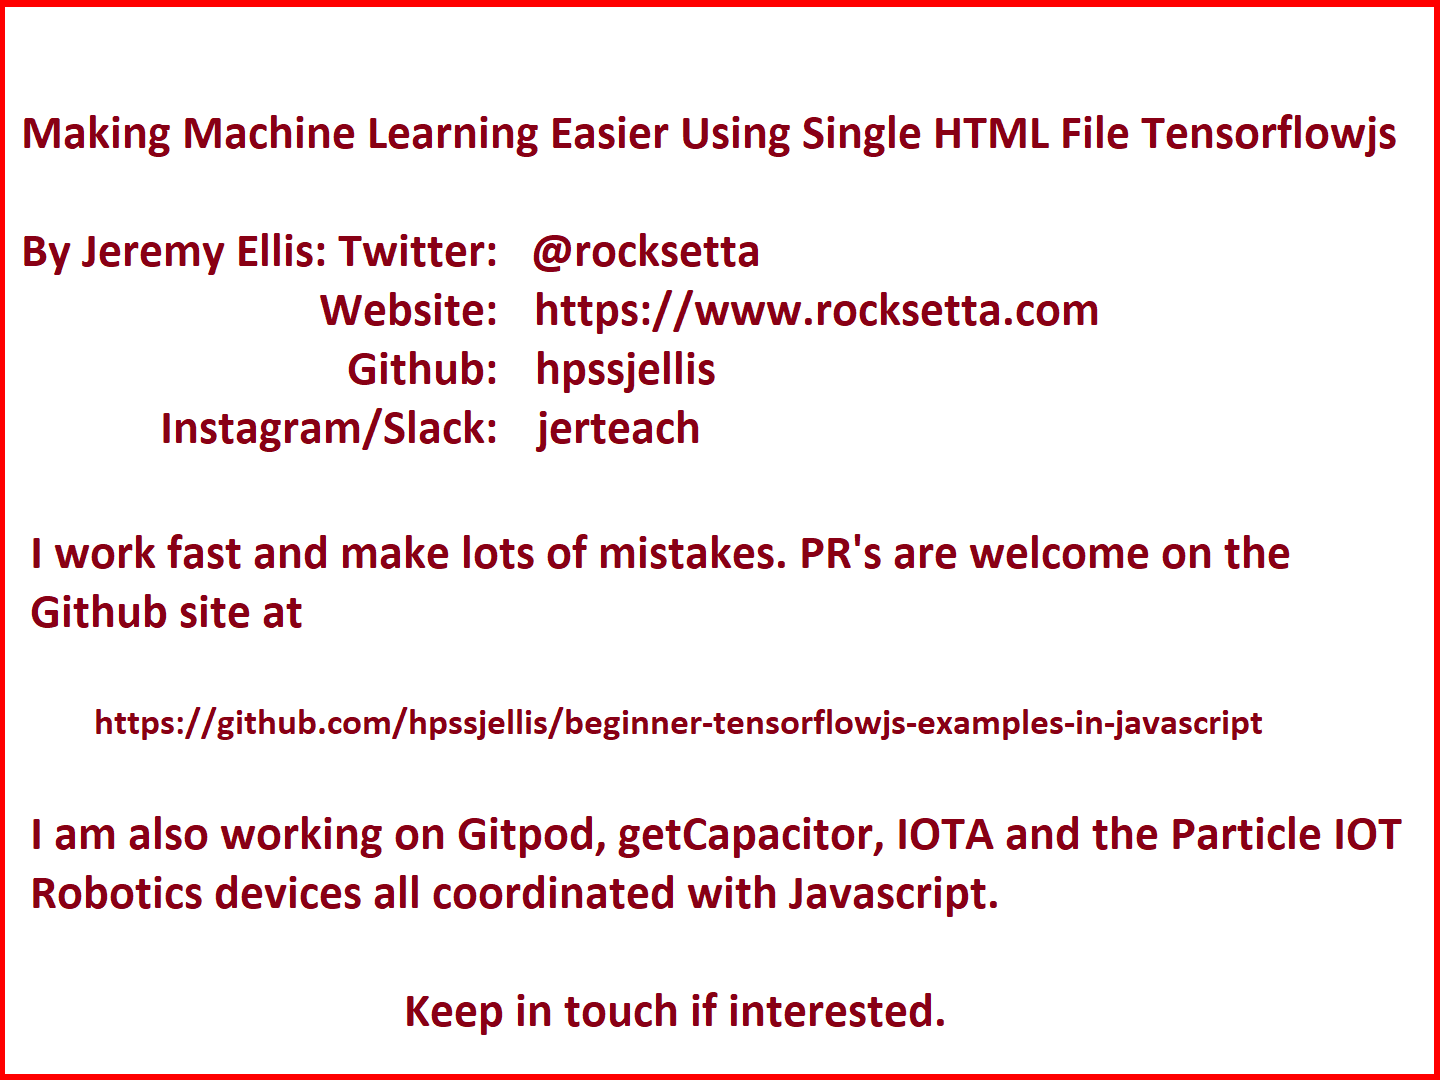 Making Machine Learning Easier Using Single HTML File Tensorflowjs
By Jeremy Ellis: Twitter: @rocksetta
Website: https://www.rocksetta.com
Github: hpssjellis
Instagram/Slack: jerteach
I work fast and make lots of mistakes. PR's are welcome on the
Github site at
https://github.com/hpssjellis/beginner-tensorflowjs-examples-in-javascript
I am also working on Gitpod, getCapacitor, IOTA and the Particle IOT
Robotics devices all coordinated with Javascript.
Keep in touch if interested.